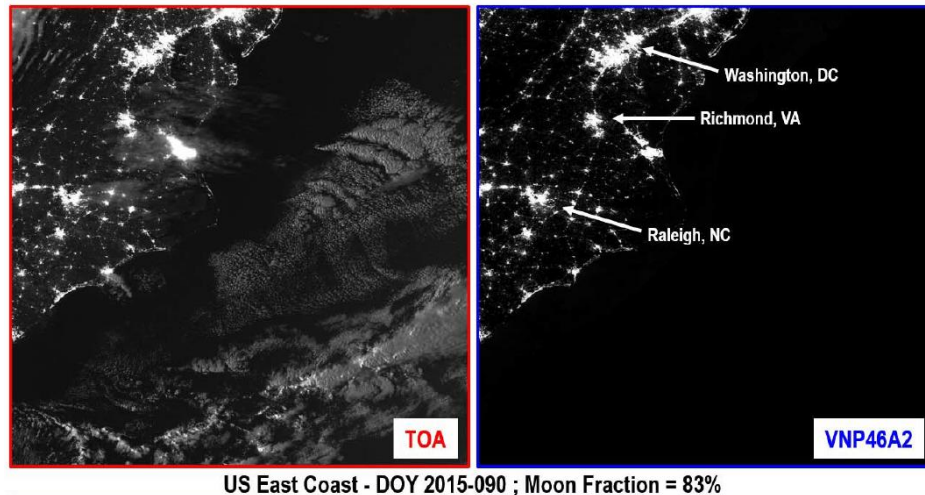 Washington, DC
Richmond, VA
Raleigh, NC
TOA
VNP46A2
US East Coast - DOY 2015-090 ; Moon Fraction = 83%